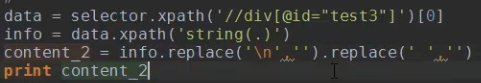 data = selector.xpath('//div[@id="test3"]')[0]
info = data.xpath('string(.)')
content_2 = info.replace('\n','').replace(' ','')
print content_2